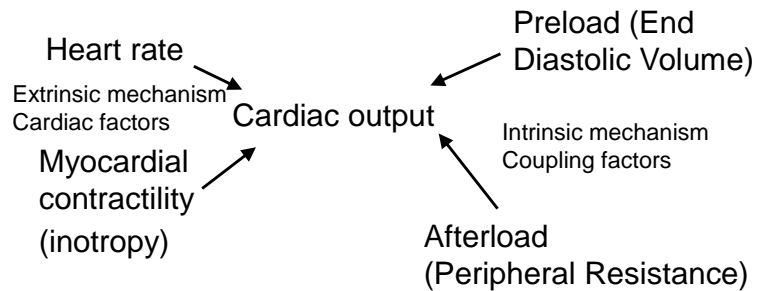 Heart rate
Extrinsic mechanism
Cardiac factors
Myocardial
contractility
(inotropy)
Cardiac output
Preload (End
Diastolic Volume)
Intrinsic mechanism
Coupling factors
Afterload
(Peripheral Resistance)